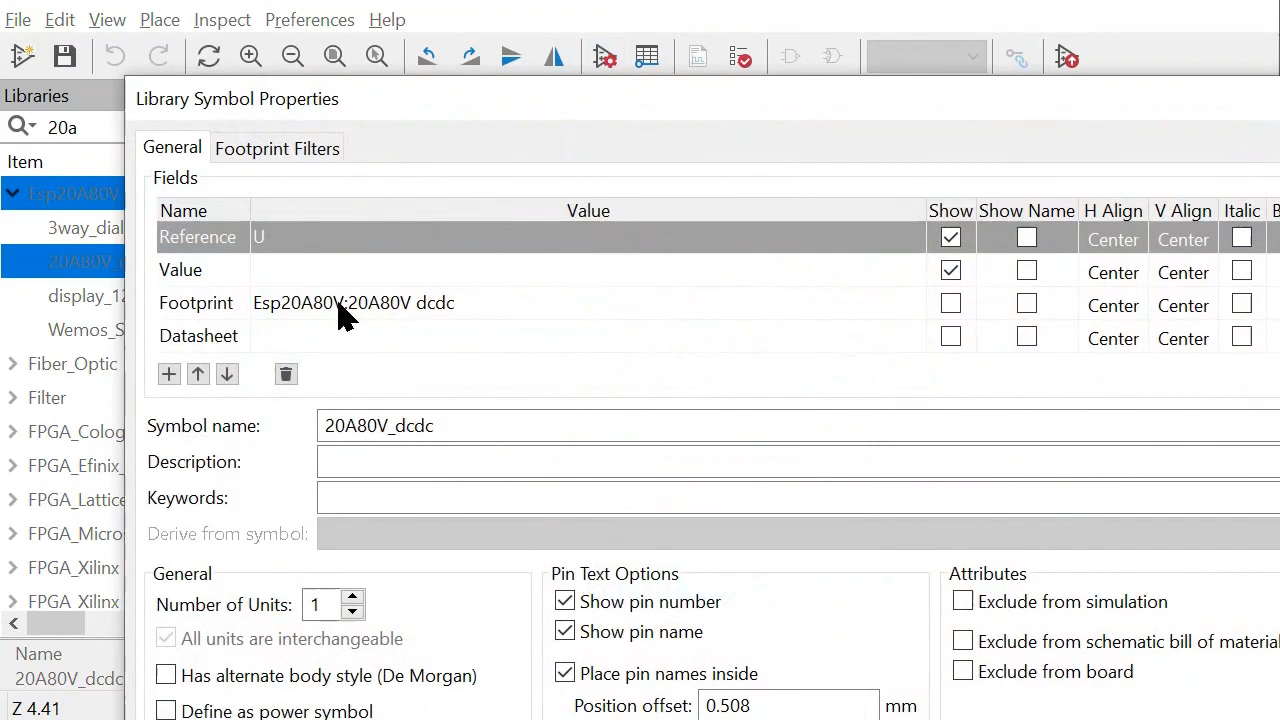 File Edit View Place Inspect Preferences Help
Libraries
20a
Item
Esp20A80V
3way_dial
20A80V_d
display_12
Wemos_S
Fiber_Optic
Filter
FPGA_Colog
FPGA_Efinix_
FPGA_Lattice
FPGA_Micros
FPGA_Xilinx
FPGA_Xilinx
Name
20A80V_dcdc
Z 4.41
Library Symbol Properties
General Footprint Filters
Fields
Name Value Show Show Name H Align V Align Italic B
Reference U Center Center
Value Center Center
Footprint Esp20A80V:20A80V dcdc Center Center
Datasheet Center Center
Symbol name: 20A80V_dcdc
Description:
Keywords:
Derive from symbol:
General
Number of Units: 1
All units are interchangeable
Has alternate body style (De Morgan)
Define as power symbol
Pin Text Options
Show pin number
Show pin name
Place pin names inside
Position offset: 0.508 mm
Attributes
Exclude from simulation
Exclude from schematic bill of material
Exclude from board